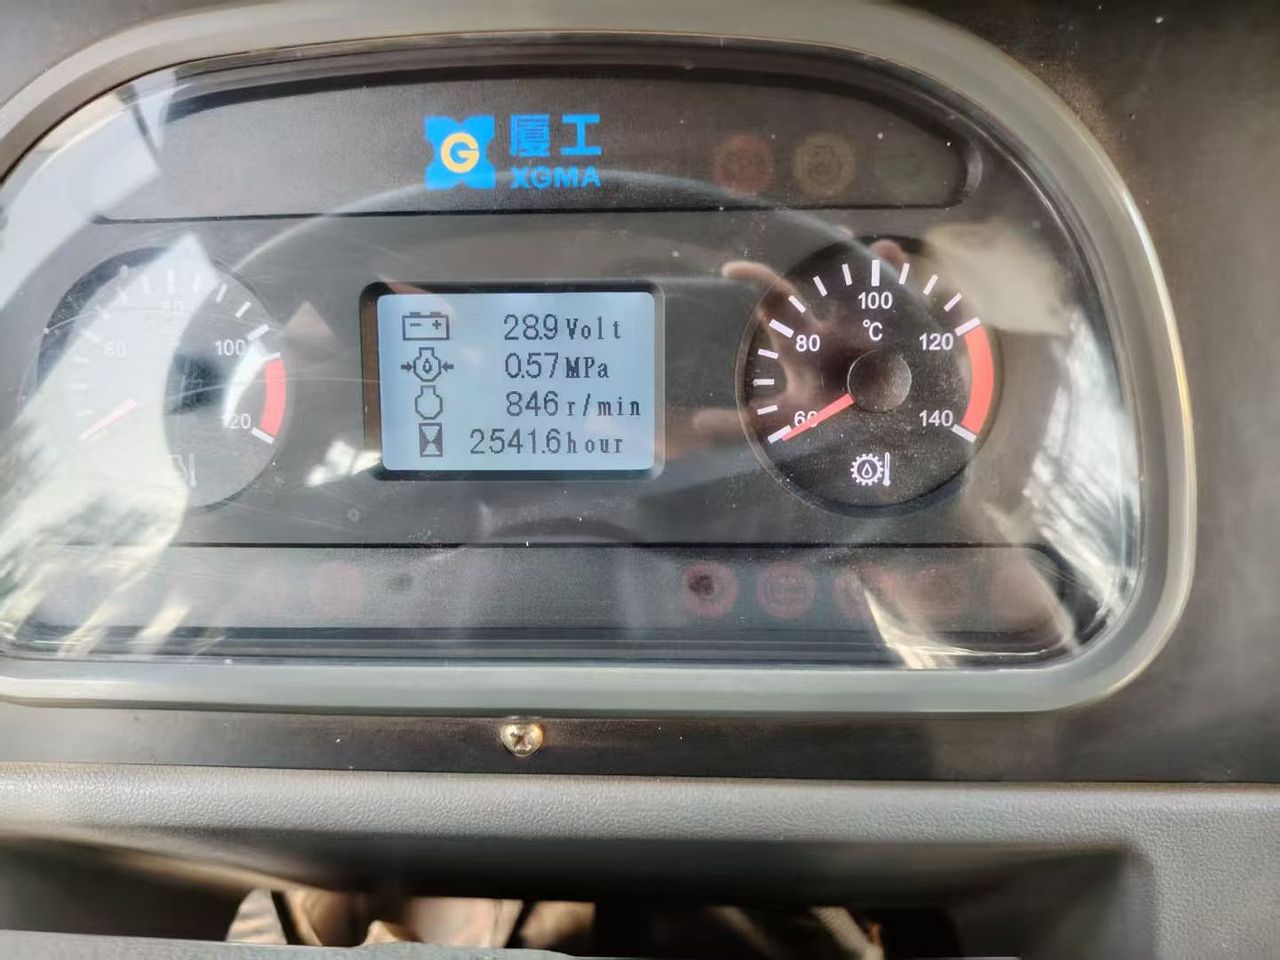 G 厦工
XGMA
28.9 Volt
0.57 MPa
846 r/min
2541.6 hour
60
100
120
60
80
100
120
140
℃